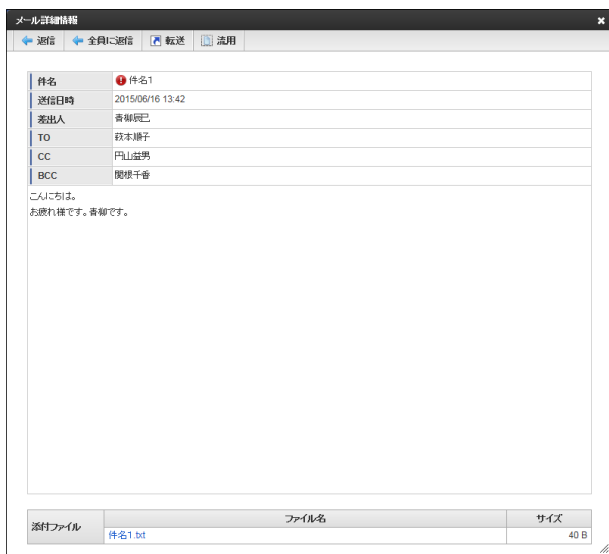 メール詳細情報
返信 全員に返信 転送 流用
件名 件名1
送信日時 2015/06/16 13:42
差出人 青柳辰巳
TO 萩本順子
CC 円山益男
BCC 関根千香
こんにちは。
お疲れ様です。青柳です。
添付ファイル ファイル名 サイズ
件名1.txt 40 B